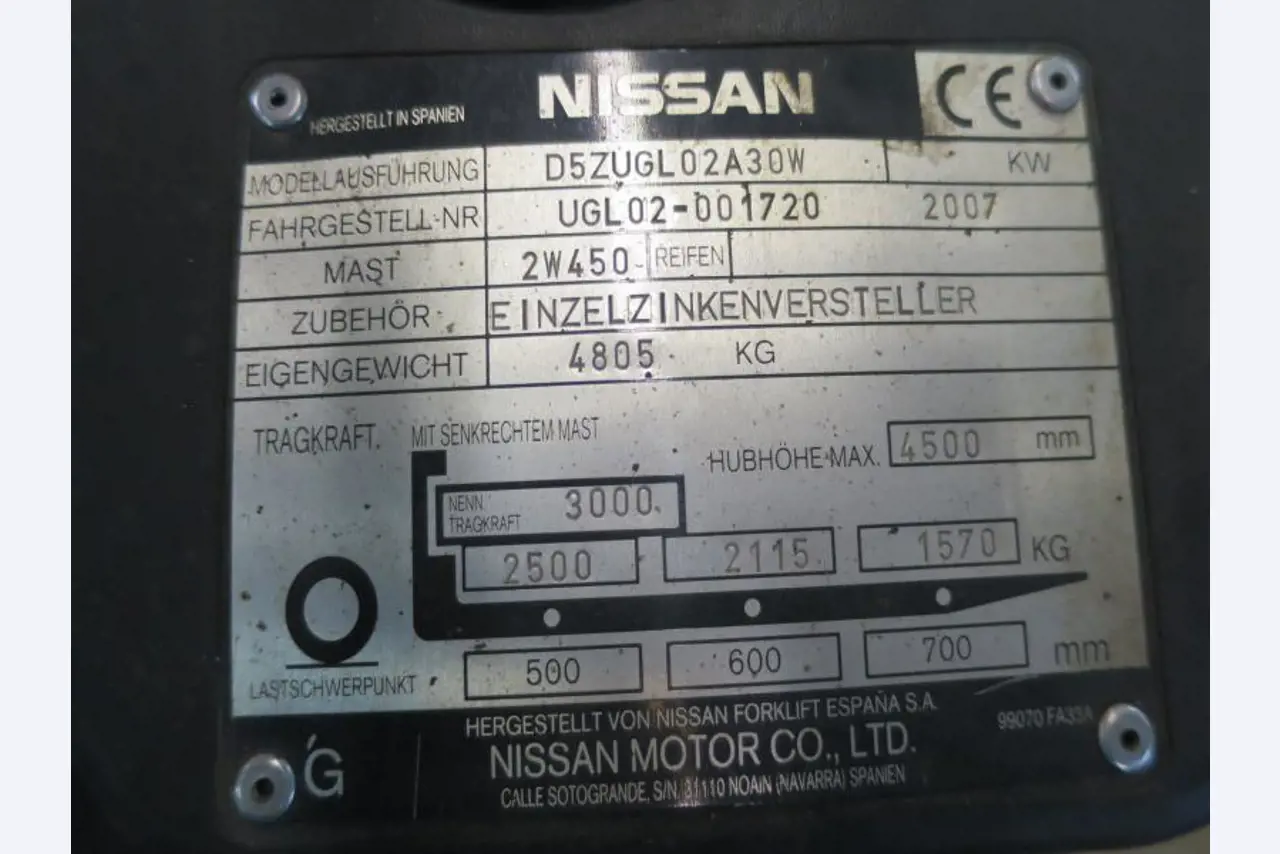 NISSAN
CE
HERGESTELLT IN SPANIEN
MODELLAUSFÜHRUNG D5ZUGL02A30W KW
FAHRGESTELL-NR UGL02-001720 2007
MAST 2W450 REIFEN
ZUBEHÖR EINZELZINKENVERSTELLER
EIGENGEWICHT 4805 KG
TRAGKRAFT. MIT SENKRECHTEM MAST
HUBHÖHE MAX. 4500 mm
NENN. TRAGKRAFT 3000
2500 2115 1570 KG
500 600 700 mm
LASTSCHWERPUNKT
HERGESTELLT VON NISSAN FORKLIFT ESPAÑA S.A.
99070 FA33A
NISSAN MOTOR CO., LTD.
CALLE SOTOGRANDE, S/N, 31110 NOAIN (NAVARRA) SPANIEN
G